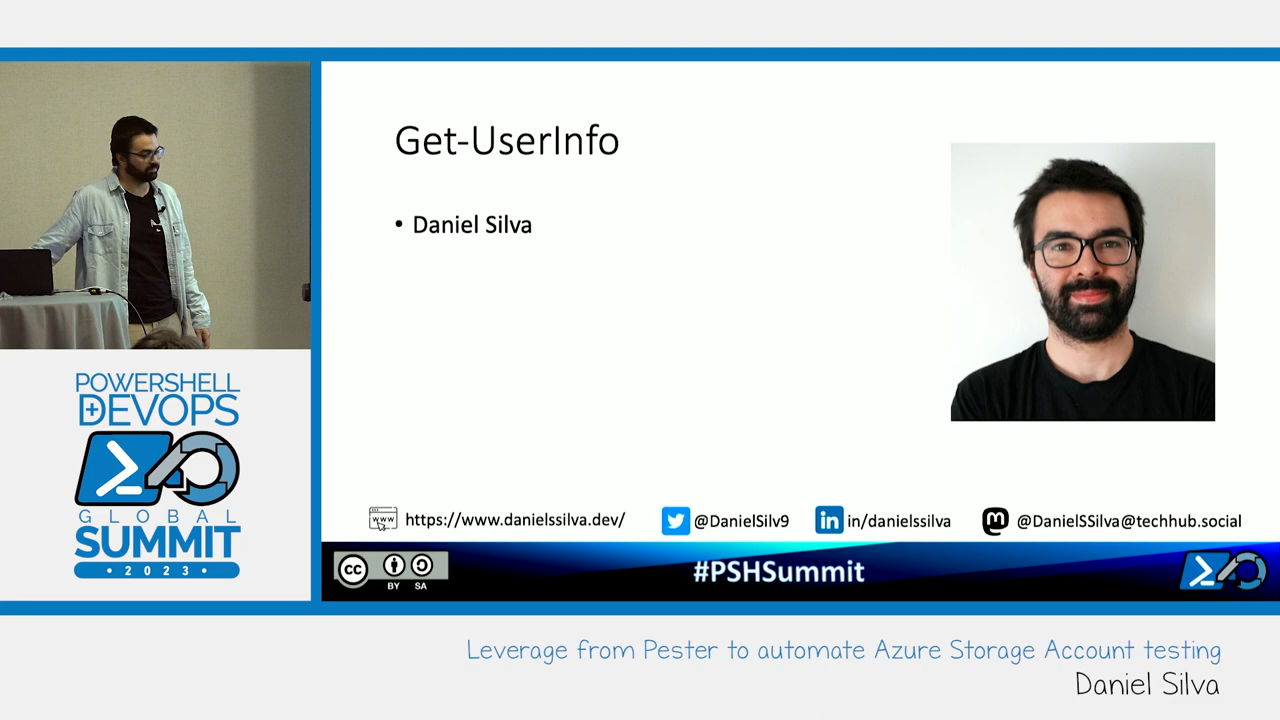 Get-UserInfo
• Daniel Silva
https://www.danielssilva.dev/
@DanielSilv9
in/danielssilva
@DanielSSilva@techhub.social
POWERSHELL
DEVOPS
GLOBAL
SUMMIT
• 2023 •
cc
BY SA
#PSHSummit
Leverage from Pester to automate Azure Storage Account testing
Daniel Silva